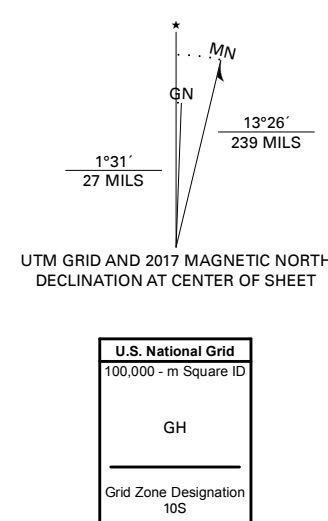 ★
MN
GN
13°26´
239 MILS
1°31´
27 MILS
UTM GRID AND 2017 MAGNETIC NORTH
DECLINATION AT CENTER OF SHEET
U.S. National Grid
100,000 - m Square ID
GH
Grid Zone Designation
10S